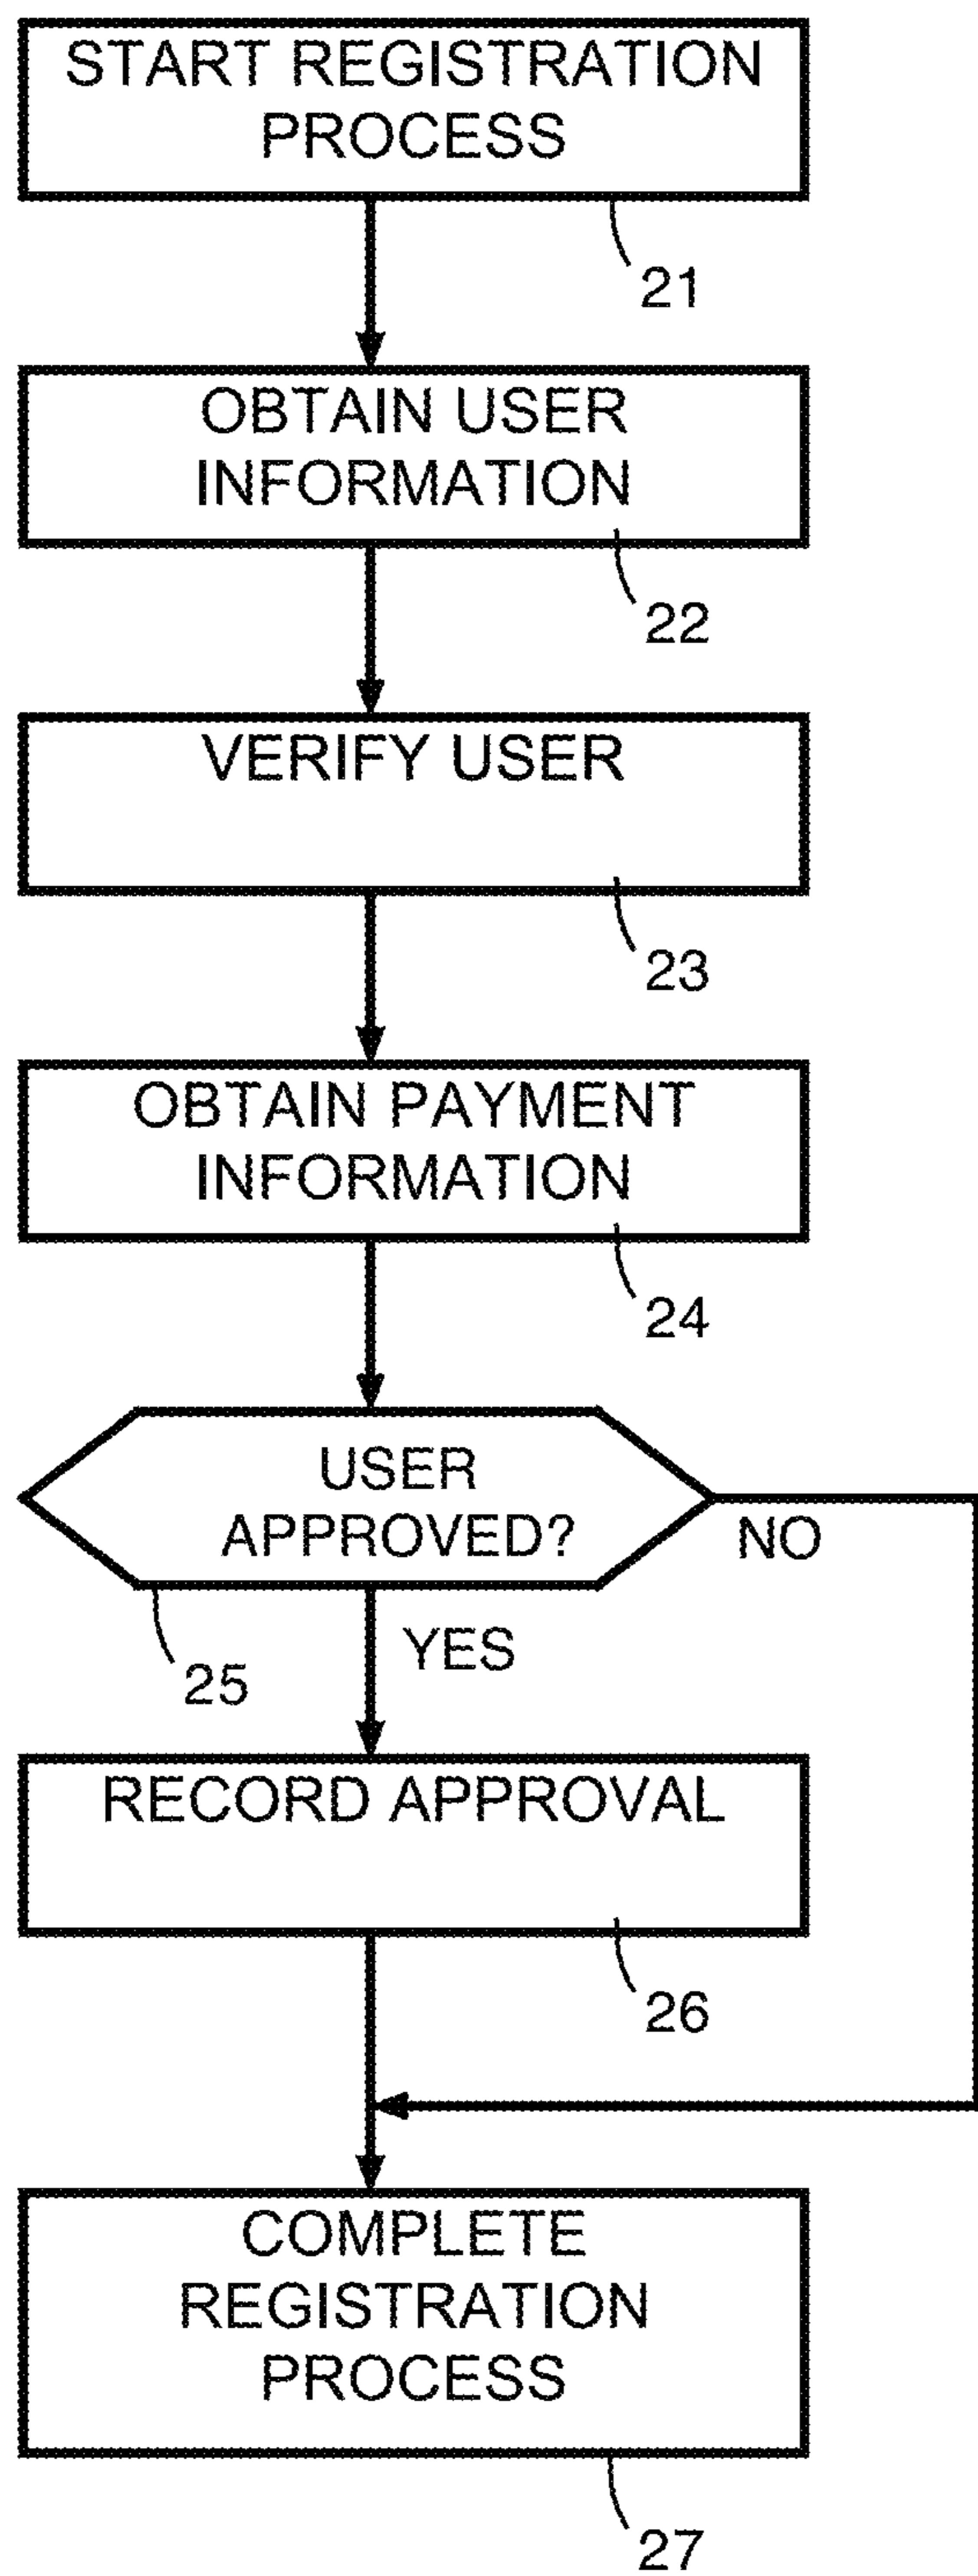 START REGISTRATION
PROCESS
21
OBTAIN USER
INFORMATION
22
VERIFY USER
23
OBTAIN PAYMENT
INFORMATION
24
USER
APPROVED?
NO
YES
25
RECORD APPROVAL
26
COMPLETE
REGISTRATION
PROCESS
27